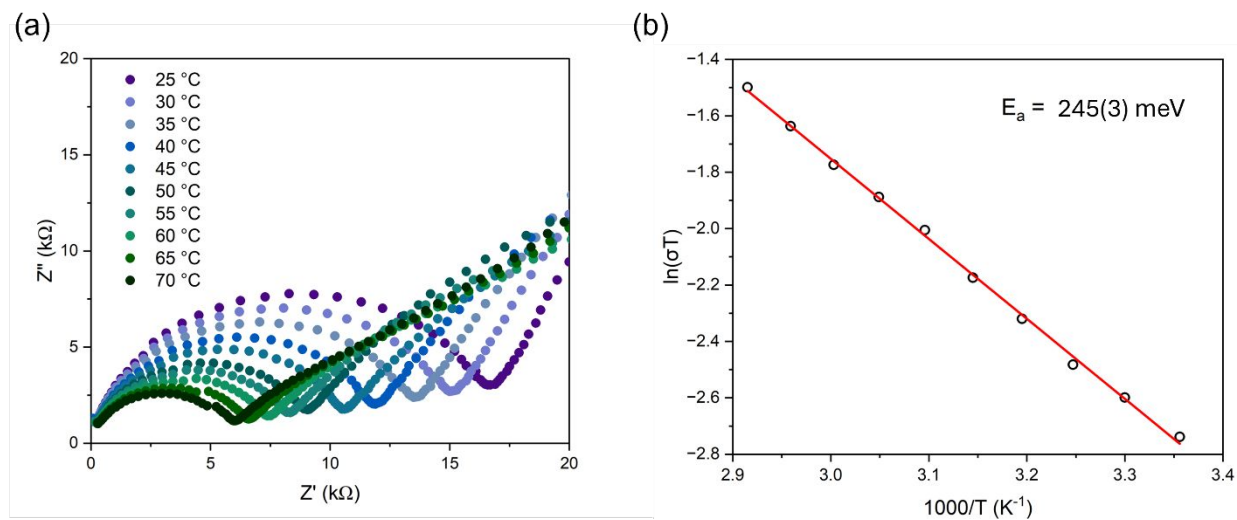 (a)
20
15
10
5
0
Z" (kΩ)
25 °C
30 °C
35 °C
40 °C
45 °C
50 °C
55 °C
60 °C
65 °C
70 °C
0 5 10 15 20
Z' (kΩ)
(b)
−1.4
−1.6
−1.8
−2.0
−2.2
−2.4
−2.6
−2.8
ln(σT)
E_a = 245(3) meV
2.9 3.0 3.1 3.2 3.3 3.4
1000/T (K⁻¹)